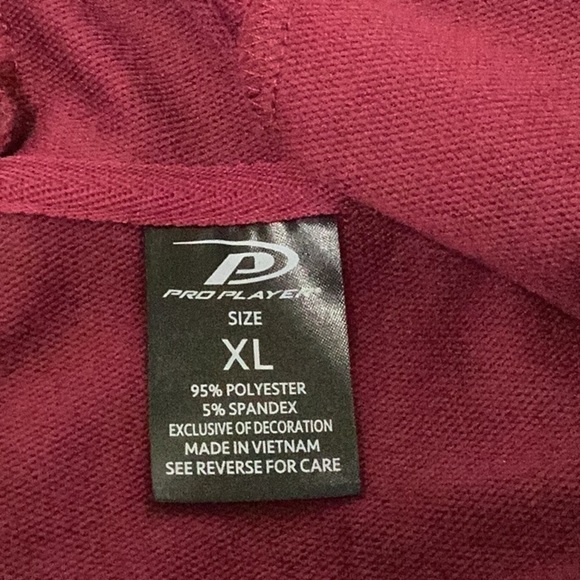 PRO PLAYER
SIZE
XL
95% POLYESTER
5% SPANDEX
EXCLUSIVE OF DECORATION
MADE IN VIETNAM
SEE REVERSE FOR CARE